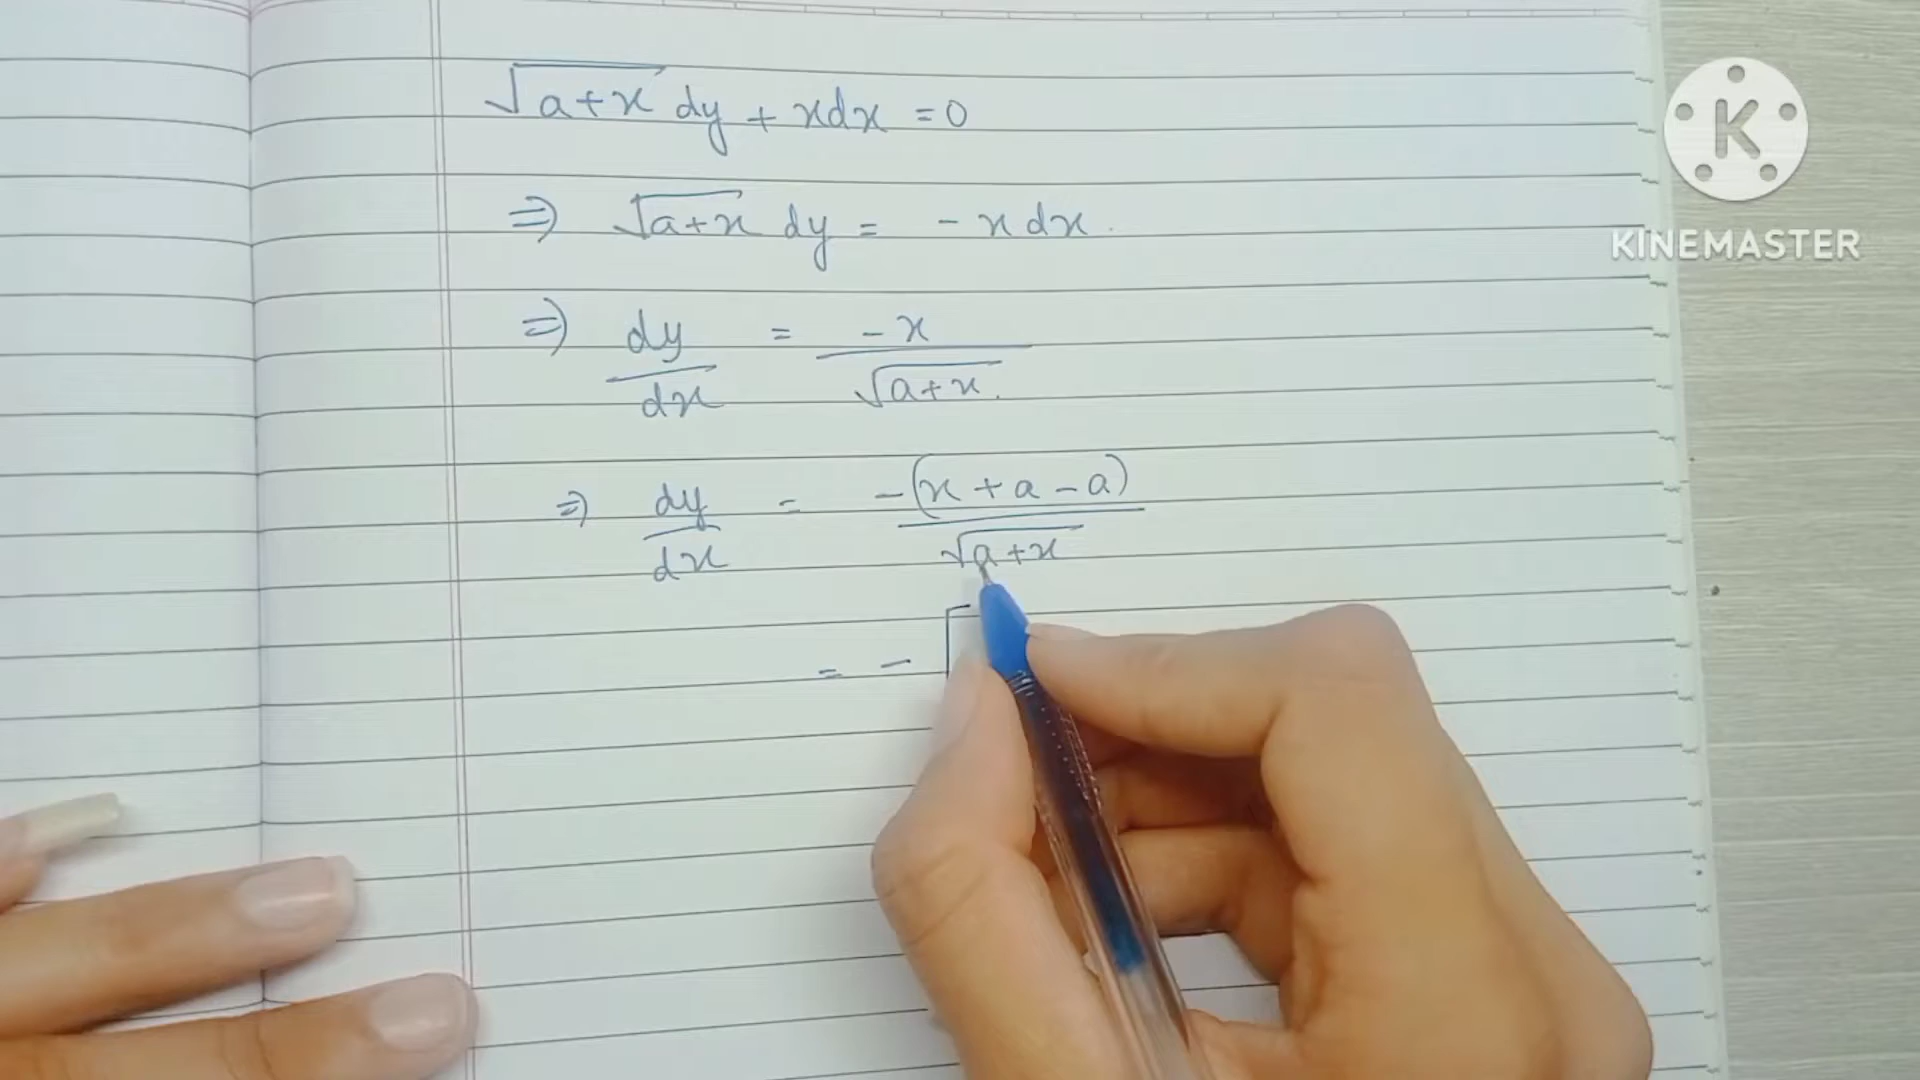 √a+x dy + xdx = 0
⇒ √a+x dy = - x dx.
⇒ dy/dx = -x/√a+x.
⇒ dy/dx = -(x+a-a)/√a+x
= - [
K
KINEMASTER